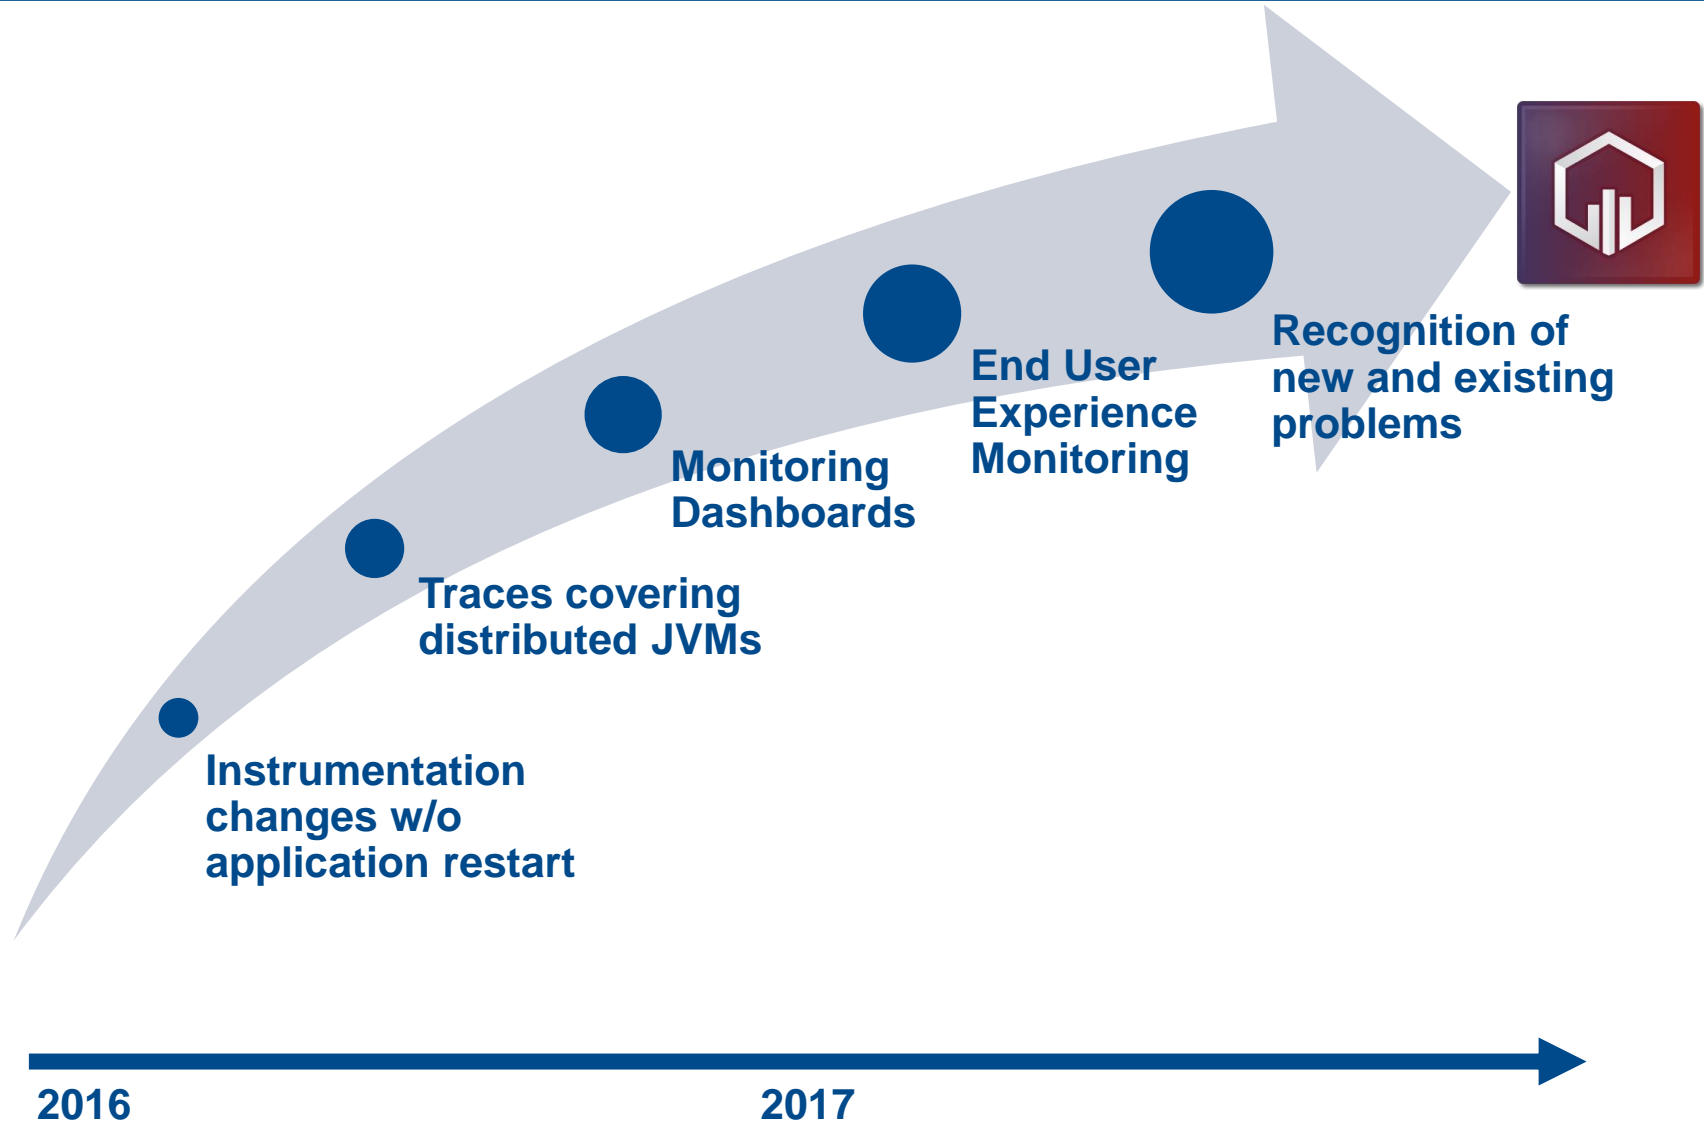 Recognition of
new and existing
problems
End User
Experience
Monitoring
Monitoring
Dashboards
Traces covering
distributed JVMs
Instrumentation
changes w/o
application restart
2016
2017